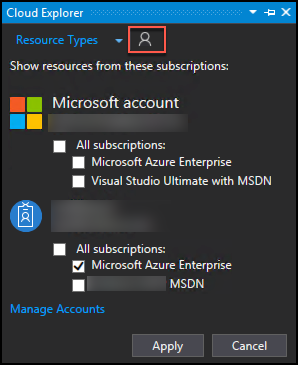 Cloud Explorer
Resource Types
Show resources from these subscriptions:
Microsoft account
All subscriptions:
Microsoft Azure Enterprise
Visual Studio Ultimate with MSDN
All subscriptions:
Microsoft Azure Enterprise
MSDN
Manage Accounts
Apply Cancel